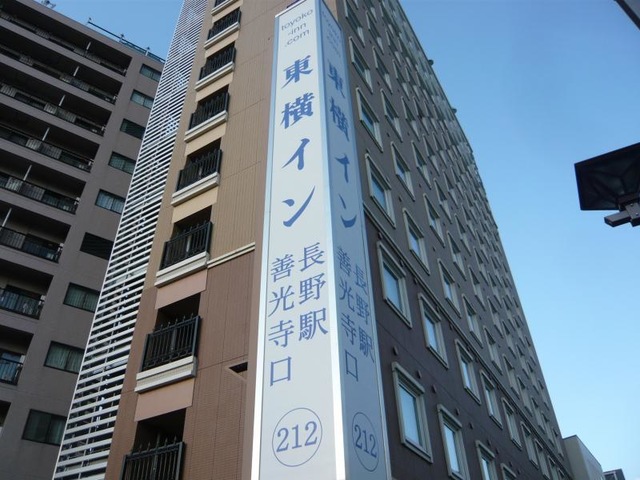 toyoko
-inn
.com
東横イン
長野駅
善光寺口
212
東横イン
長野駅
善光寺口
212